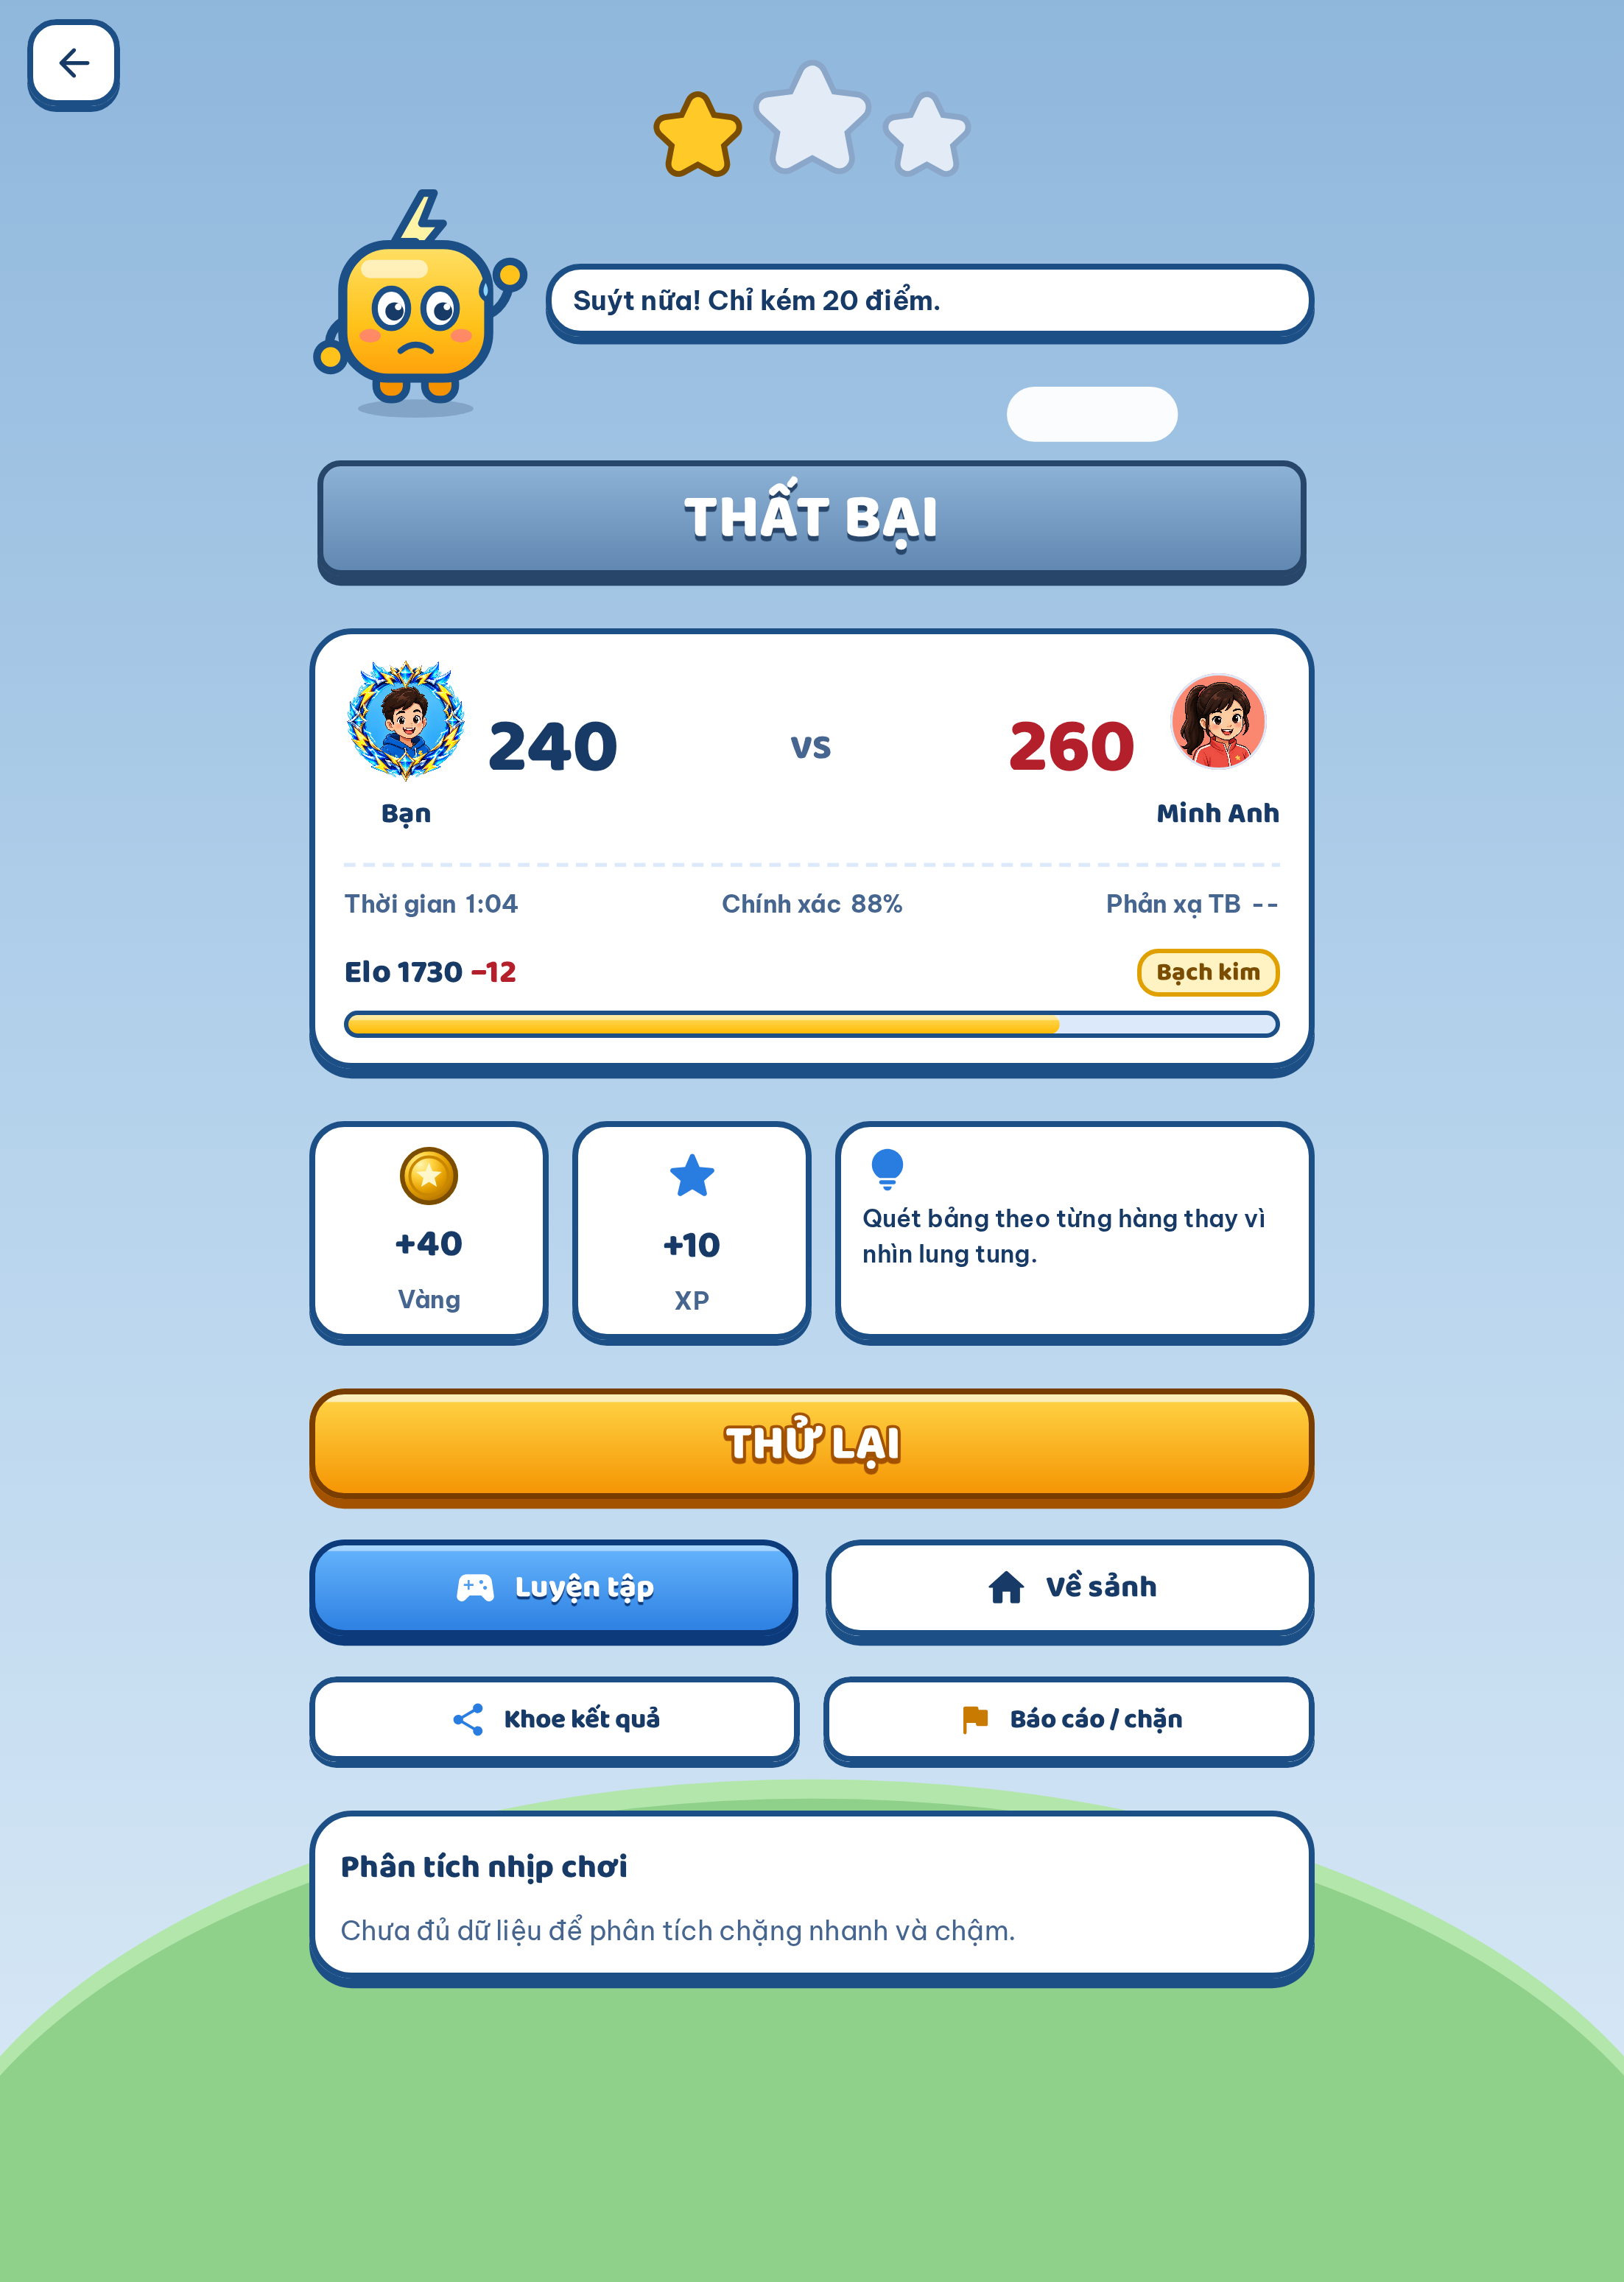 Suýt nữa! Chỉ kém 20 điểm.
THẤT BẠI
240 vs 260
Bạn Minh Anh
Thời gian 1:04 Chính xác 88% Phản xạ TB --
Elo 1730 −12 Bạch kim
+40
Vàng
+10
XP
Quét bảng theo từng hàng thay vì
nhìn lung tung.
THỬ LẠI
Luyện tập Về sảnh
Khoe kết quả Báo cáo / chặn
Phân tích nhịp chơi
Chưa đủ dữ liệu để phân tích chặng nhanh và chậm.